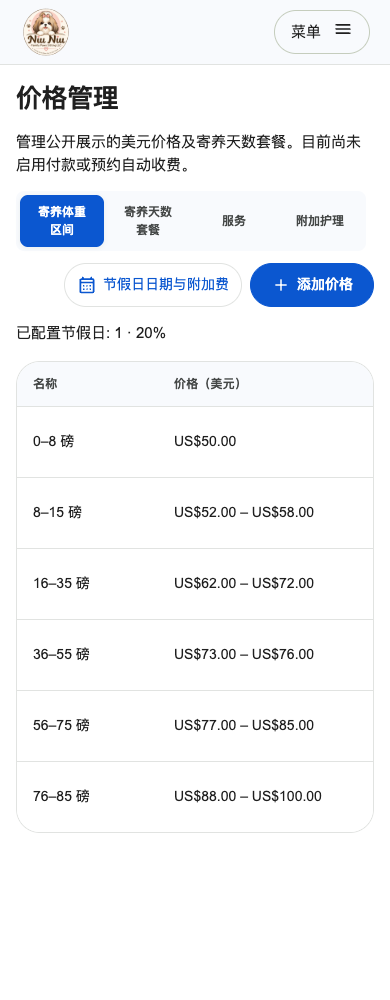 Niu Niu
菜单
价格管理
管理公开展示的美元价格及寄养天数套餐。目前尚未
启用付款或预约自动收费。
寄养体重
区间
寄养天数
套餐
服务
附加护理
节假日日期与附加费
添加价格
已配置节假日: 1 · 20%
名称
价格（美元）
0–8 磅
US$50.00
8–15 磅
US$52.00 – US$58.00
16–35 磅
US$62.00 – US$72.00
36–55 磅
US$73.00 – US$76.00
56–75 磅
US$77.00 – US$85.00
76–85 磅
US$88.00 – US$100.00